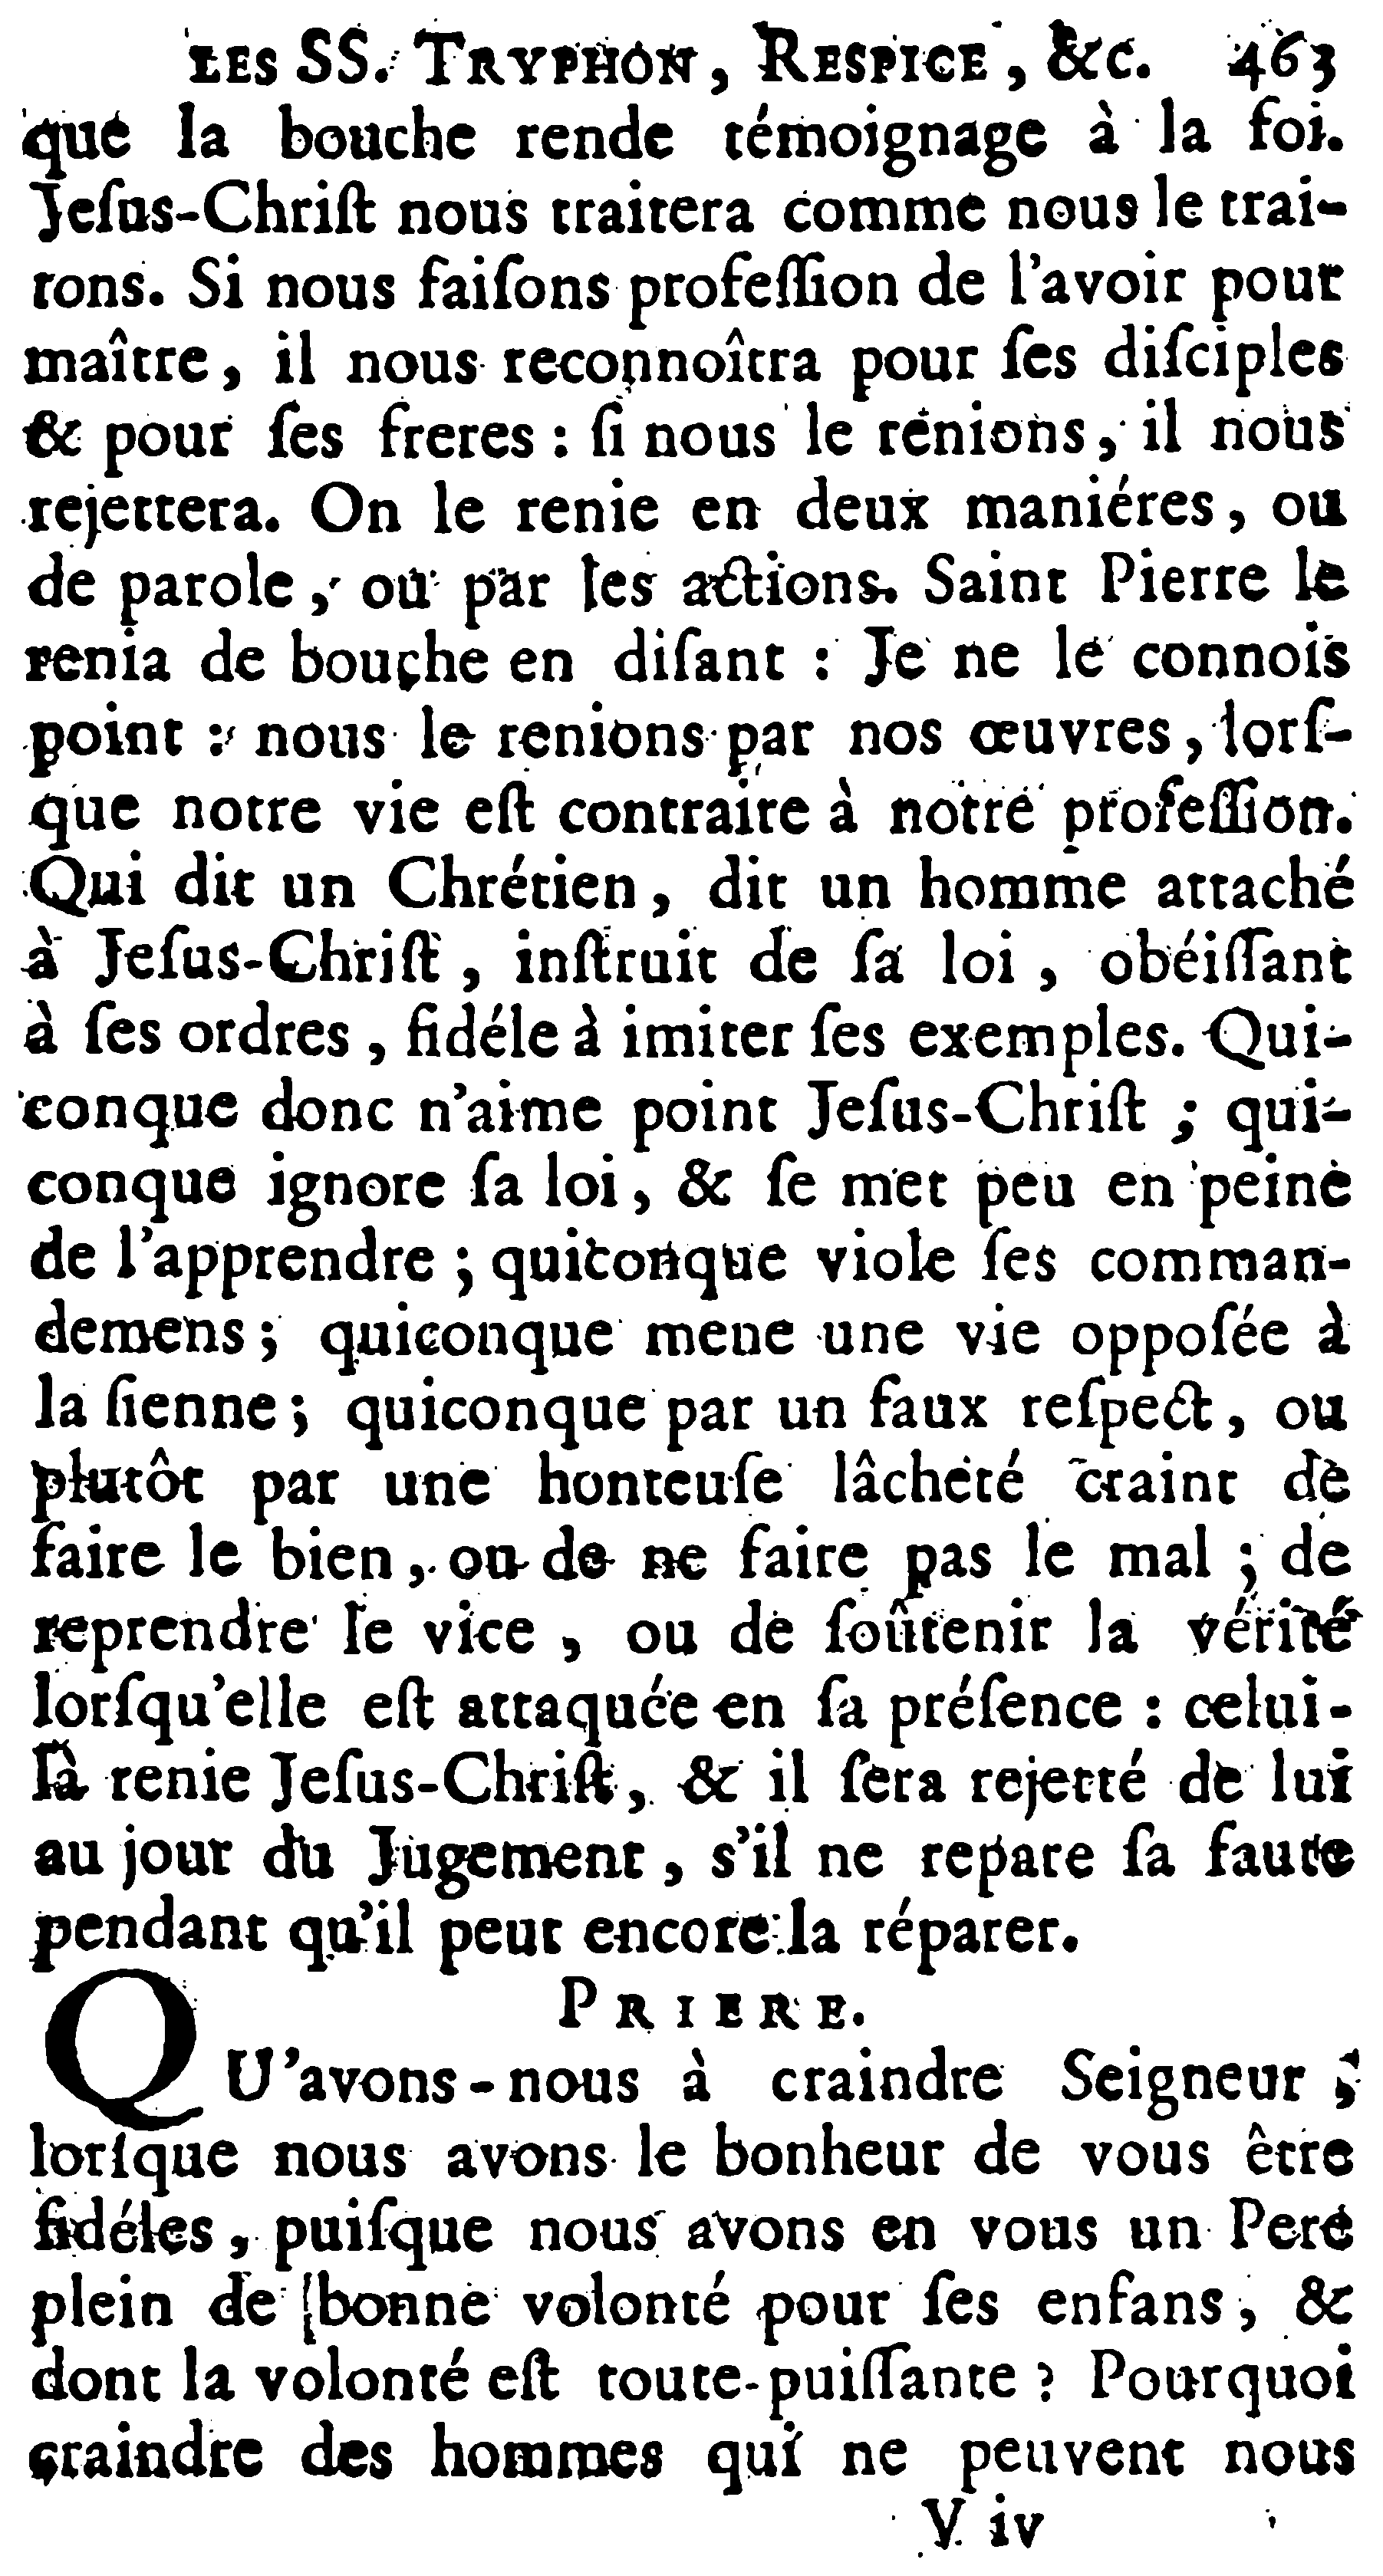 LES SS. TRYPHON, RESPICE, &c. 463
que la bouche rende témoignage à la foi.
Jeſus-Chriſt nous traitera comme nous le trai-
rons. Si nous faiſons profeſſion de l'avoir pour
maître, il nous reconnoîtra pour ſes diſciples
& pour ſes freres : ſi nous le renions, il nous
rejettera. On le renie en deux maniéres, ou
de parole, ou par les actions. Saint Pierre le
renia de bouche en diſant : Je ne le connois
point : nous le renions par nos œuvres, lorſ-
que notre vie eſt contraire à notre profeſſion.
Qui dit un Chrétien, dit un homme attaché
à Jeſus-Chriſt, inſtruit de ſa loi, obéiſſant
à ſes ordres, fidéle à imiter ſes exemples. Qui-
conque donc n'aime point Jeſus-Chriſt ; qui-
conque ignore ſa loi, & ſe met peu en peine
de l'apprendre ; quiconque viole ſes comman-
demens ; quiconque mene une vie oppoſée à
la ſienne ; quiconque par un faux reſpect, ou
plutôt par une honteuſe lâcheté craint de
faire le bien, ou de ne faire pas le mal ; de
reprendre le vice, ou de ſoûtenir la vérité
lorſqu'elle eſt attaquée en ſa préſence : celui-
là renie Jeſus-Chriſt, & il ſera rejetté de lui
au jour du Jugement, s'il ne repare ſa faute
pendant qu'il peut encore la réparer.
PRIERE.
QU'avons-nous à craindre Seigneur,
lorſque nous avons le bonheur de vous être
fidéles, puiſque nous avons en vous un Pere
plein de bonne volonté pour ſes enfans, &
dont la volonté eſt toute-puiſſante ? Pourquoi
craindre des hommes qui ne peuvent nous
V iv